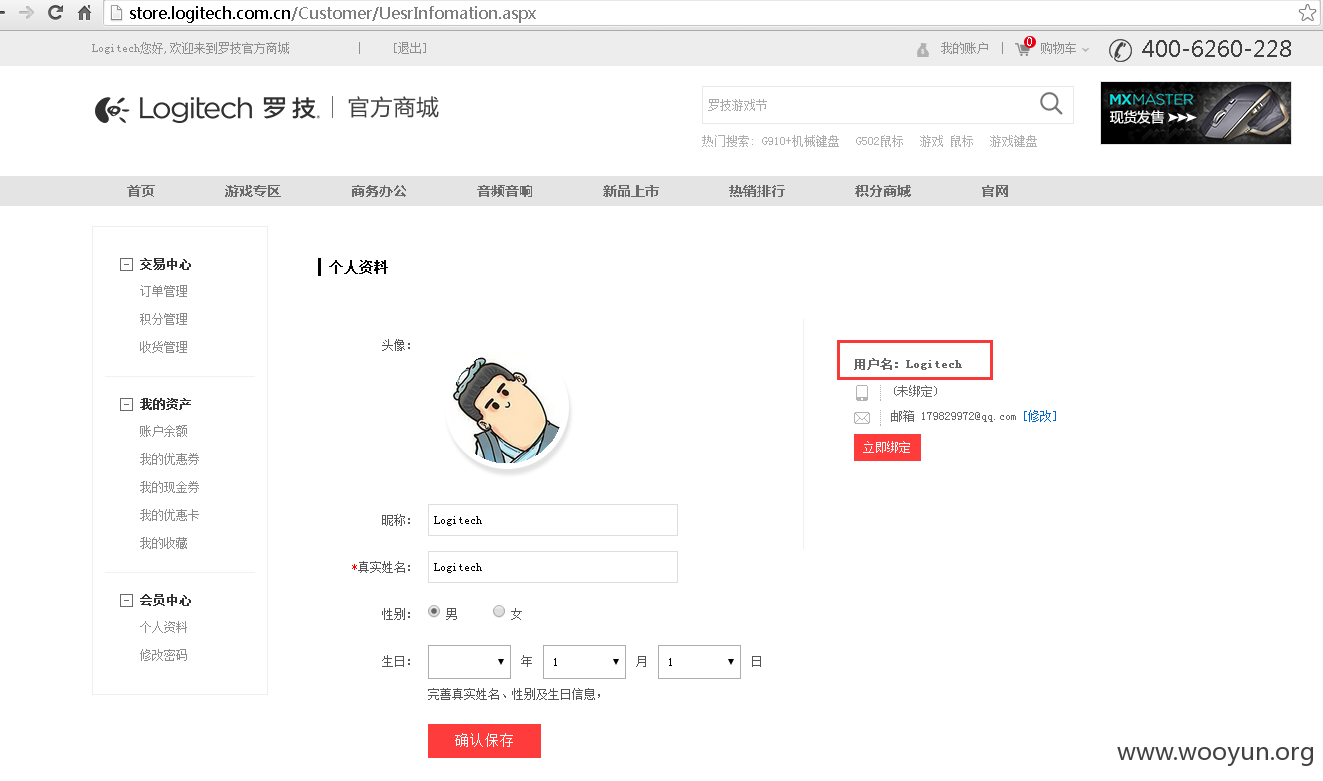 store.logitech.com.cn/Customer/UesrInfomation.aspx
Logitech您好,欢迎来到罗技官方商城 | [退出]
我的账户 | 0 购物车 400-6260-228
Logitech 罗技 | 官方商城
罗技游戏节
MXMASTER
现货发售
热门搜索: G910+机械键盘 G502鼠标 游戏 鼠标 游戏键盘
首页 游戏专区 商务办公 音频音响 新品上市 热销排行 积分商城 官网
交易中心
订单管理
积分管理
收货管理
我的资产
账户余额
我的优惠券
我的现金券
我的优惠卡
我的收藏
会员中心
个人资料
修改密码
个人资料
头像:
昵称: Logitech
*真实姓名: Logitech
性别: 男 女
生日: 年 1 月 1 日
完善真实姓名、性别及生日信息，
确认保存
用户名: Logitech
(未绑定)
邮箱 179829972@qq.com [修改]
立即绑定
www.wooyun.org